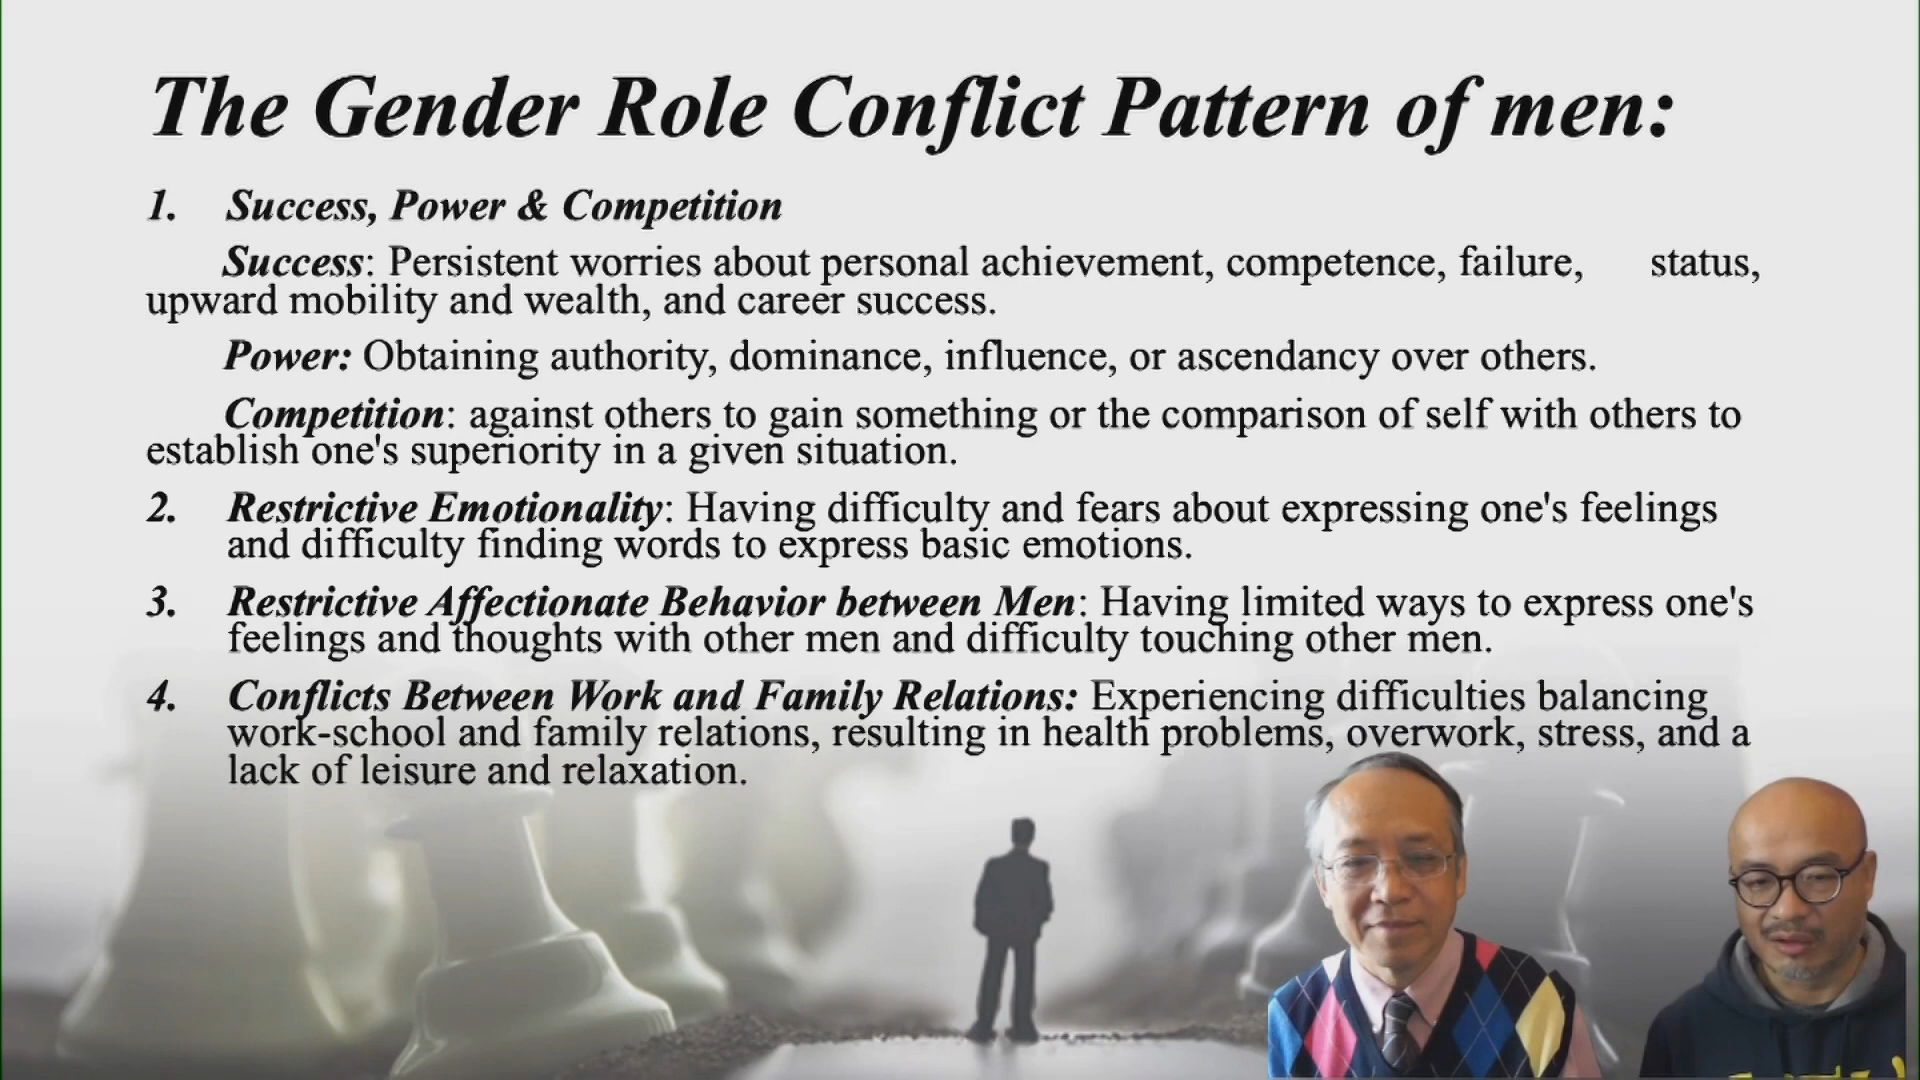 The Gender Role Conflict Pattern of men:
1. Success, Power & Competition
Success: Persistent worries about personal achievement, competence, failure, status,
upward mobility and wealth, and career success.
Power: Obtaining authority, dominance, influence, or ascendancy over others.
Competition: against others to gain something or the comparison of self with others to
establish one's superiority in a given situation.
2. Restrictive Emotionality: Having difficulty and fears about expressing one's feelings
and difficulty finding words to express basic emotions.
3. Restrictive Affectionate Behavior between Men: Having limited ways to express one's
feelings and thoughts with other men and difficulty touching other men.
4. Conflicts Between Work and Family Relations: Experiencing difficulties balancing
work-school and family relations, resulting in health problems, overwork, stress, and a
lack of leisure and relaxation.